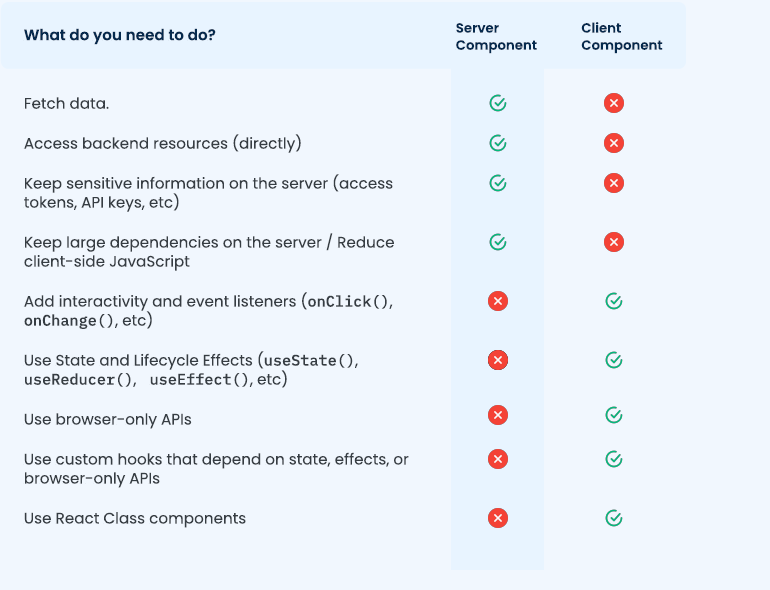 What do you need to do?
Server
Component
Client
Component
Fetch data.
Access backend resources (directly)
Keep sensitive information on the server (access
tokens, API keys, etc)
Keep large dependencies on the server / Reduce
client-side JavaScript
Add interactivity and event listeners (onClick(),
onChange(), etc)
Use State and Lifecycle Effects (useState(),
useReducer(), useEffect(), etc)
Use browser-only APIs
Use custom hooks that depend on state, effects, or
browser-only APIs
Use React Class components